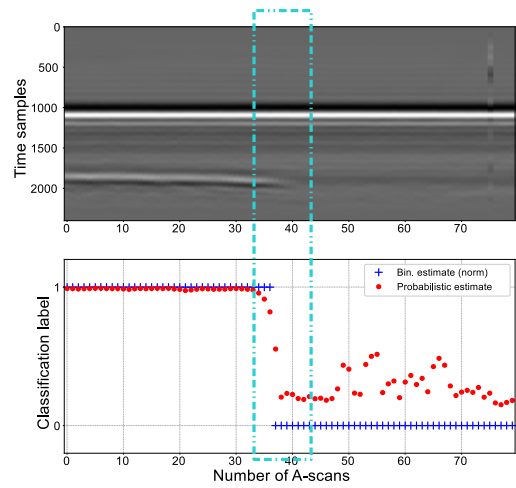 0
500
1000
1500
2000
Time samples
0 10 20 30 40 50 60 70
1
0
Classification label
Bin. estimate (norm)
Probabilistic estimate
0 10 20 30 40 50 60 70
Number of A-scans